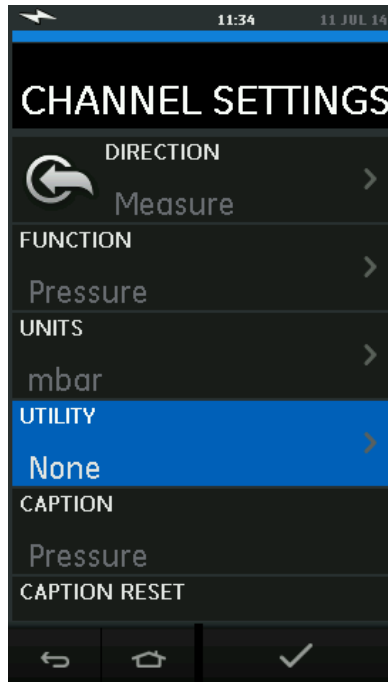 11:34 11 JUL 14
CHANNEL SETTINGS
DIRECTION
Measure
FUNCTION
Pressure
UNITS
mbar
UTILITY
None
CAPTION
Pressure
CAPTION RESET